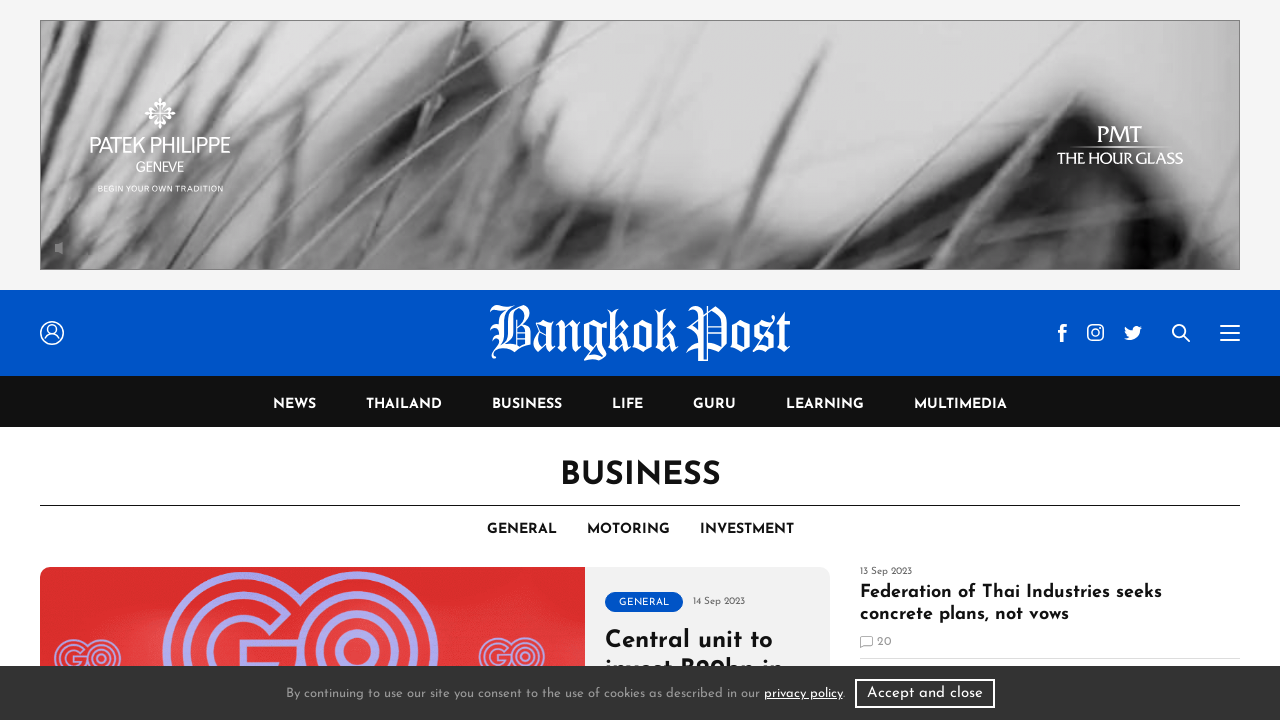 PATEK PHILIPPE
GENEVE
BEGIN YOUR OWN TRADITION
PMT
THE HOUR GLASS
Bangkok Post
NEWS THAILAND BUSINESS LIFE GURU LEARNING MULTIMEDIA
BUSINESS
GENERAL MOTORING INVESTMENT
GO
GO
GO
GENERAL 14 Sep 2023
Central unit to
invest B90bn in
13 Sep 2023
Federation of Thai Industries seeks
concrete plans, not vows
20
By continuing to use our site you consent to the use of cookies as described in our privacy policy. Accept and close